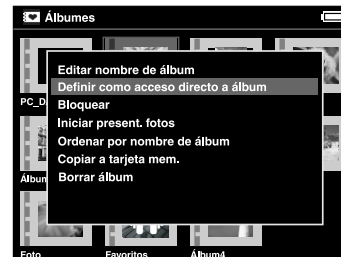 Álbumes
Editar nombre de álbum
Definir como acceso directo a álbum
PC_D
Bloquear
Iniciar present. fotos
Ordenar por nombre de álbum
Copiar a tarjeta mem.
Álbum
Borrar álbum
Foto Favoritos Álbum4